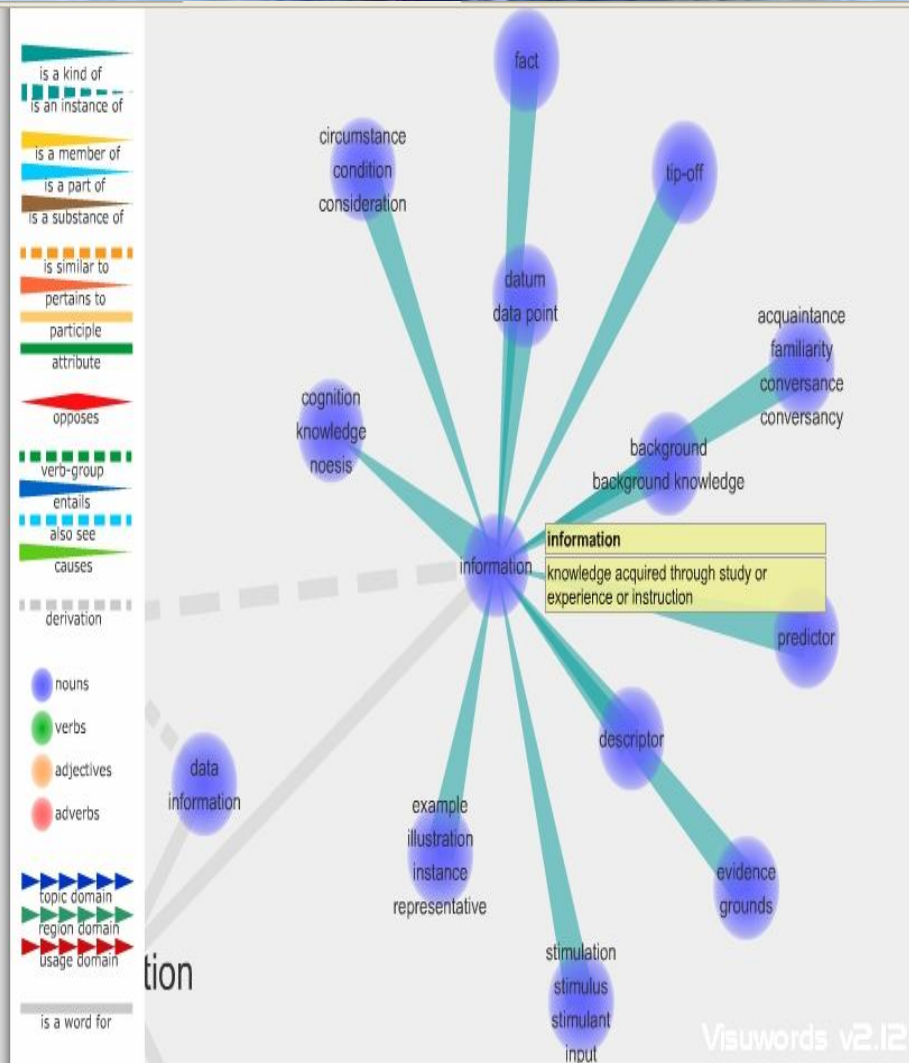 is a kind of
is an instance of
is a member of
is a part of
is a substance of
is similar to
pertains to
participle
attribute
opposes
verb-group
entails
also see
causes
derivation
nouns
verbs
adjectives
adverbs
topic domain
region domain
usage domain
is a word for
fact
circumstance
condition
consideration
tip-off
datum
data point
acquaintance
familiarity
conversance
conversancy
cognition
knowledge
noesis
background
background knowledge
information
information
knowledge acquired through study or
experience or instruction
predictor
descriptor
data
information
example
illustration
instance
representative
evidence
grounds
stimulation
stimulus
stimulant
input
tion
Visuwords v2.12